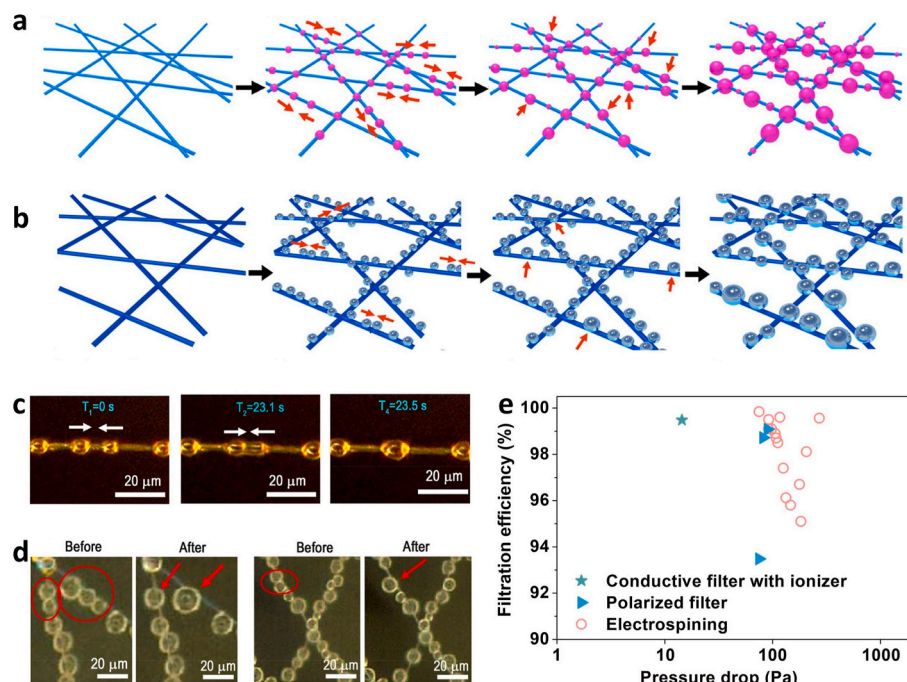 a
b
c
T1=0 s
T2=23.1 s
T4=23.5 s
20 μm
20 μm
20 μm
d
Before
After
Before
After
20 μm
20 μm
20 μm
20 μm
e
Filtration efficiency (%)
100
98
96
94
92
90
Conductive filter with ionizer
Polarized filter
Electrospining
1
10
100
1000
Pressure drop (Pa)